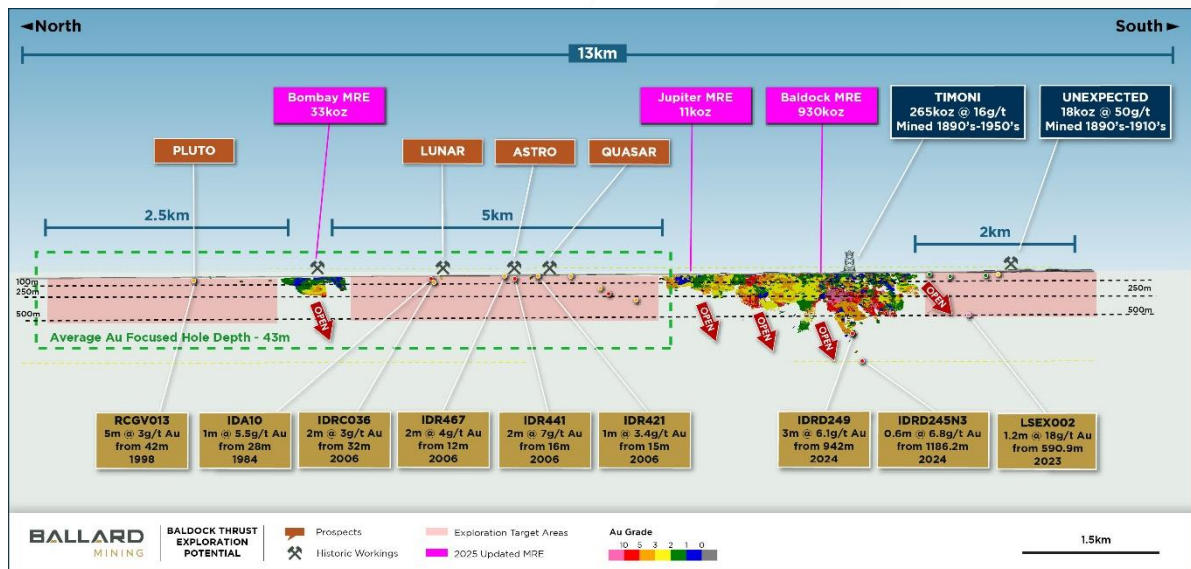 ◄North
South►
13km
Bombay MRE
33koz
Jupiter MRE
11koz
Baldock MRE
930koz
TIMONI
265koz @ 16g/t
Mined 1890's-1950's
UNEXPECTED
18koz @ 50g/t
Mined 1890's-1910's
PLUTO
LUNAR
ASTRO
QUASAR
2.5km
5km
2km
100m
250m
500m
250m
500m
OPEN
OPEN
OPEN
OPEN
OPEN
Average Au Focused Hole Depth - 43m
RCGV013
5m @ 3g/t Au
from 42m
1998
IDA10
1m @ 5.5g/t Au
from 28m
1984
IDRC036
2m @ 3g/t Au
from 32m
2006
IDR467
2m @ 4g/t Au
from 12m
2006
IDR441
2m @ 7g/t Au
from 16m
2006
IDR421
1m @ 3.4g/t Au
from 15m
2006
IDRD249
3m @ 6.1g/t Au
from 942m
2024
IDRD245N3
0.6m @ 6.8g/t Au
from 1186.2m
2024
LSEX002
1.2m @ 18g/t Au
from 590.9m
2023
BALLARD
MINING
BALDOCK THRUST
EXPLORATION
POTENTIAL
Prospects
Historic Workings
Exploration Target Areas
2025 Updated MRE
Au Grade
10 5 3 2 1 0
1.5km